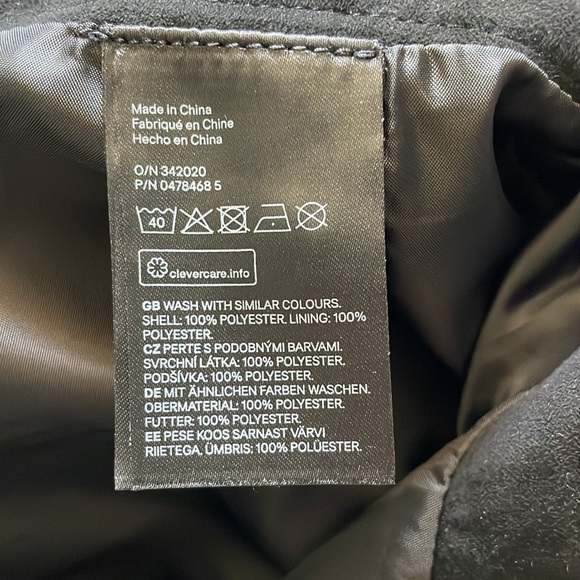 Made in China
Fabriqué en Chine
Hecho en China
O/N 342020
P/N 0478468 5
40
clevercare.info
GB WASH WITH SIMILAR COLOURS.
SHELL: 100% POLYESTER. LINING: 100%
POLYESTER.
CZ PERTE S PODOBNÝMI BARVAMI.
SVRCHNÍ LÁTKA: 100% POLYESTER.
PODŠÍVKA: 100% POLYESTER.
DE MIT ÄHNLICHEN FARBEN WASCHEN.
OBERMATERIAL: 100% POLYESTER.
FUTTER: 100% POLYESTER.
EE PESE KOOS SARNAST VÄRVI
RIIETEGA. ÜMBRIS: 100% POLÜESTER.